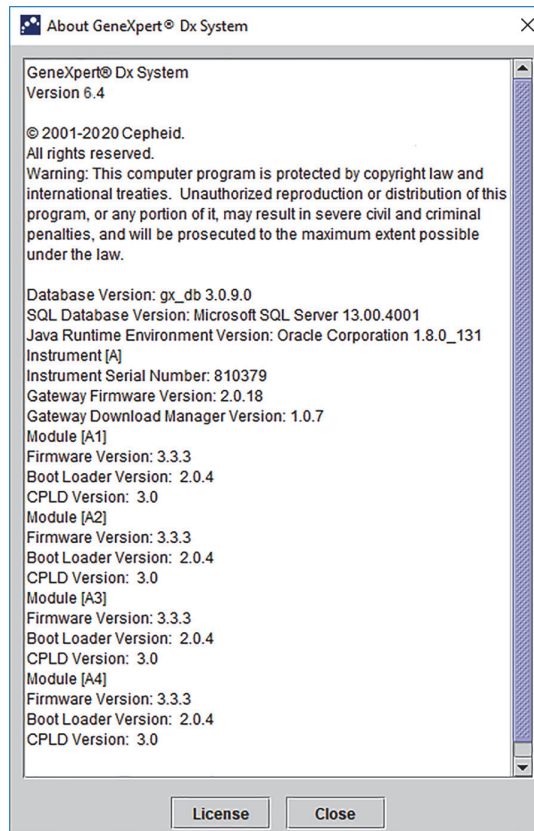 About GeneXpert® Dx System
GeneXpert® Dx System
Version 6.4
© 2001-2020 Cepheid.
All rights reserved.
Warning: This computer program is protected by copyright law and
international treaties.  Unauthorized reproduction or distribution of this
program, or any portion of it, may result in severe civil and criminal
penalties, and will be prosecuted to the maximum extent possible
under the law.
Database Version: gx_db 3.0.9.0
SQL Database Version: Microsoft SQL Server 13.00.4001
Java Runtime Environment Version: Oracle Corporation 1.8.0_131
Instrument [A]
Instrument Serial Number: 810379
Gateway Firmware Version: 2.0.18
Gateway Download Manager Version: 1.0.7
Module [A1]
Firmware Version: 3.3.3
Boot Loader Version:  2.0.4
CPLD Version:  3.0
Module [A2]
Firmware Version: 3.3.3
Boot Loader Version:  2.0.4
CPLD Version:  3.0
Module [A3]
Firmware Version: 3.3.3
Boot Loader Version:  2.0.4
CPLD Version:  3.0
Module [A4]
Firmware Version: 3.3.3
Boot Loader Version:  2.0.4
CPLD Version:  3.0
License Close